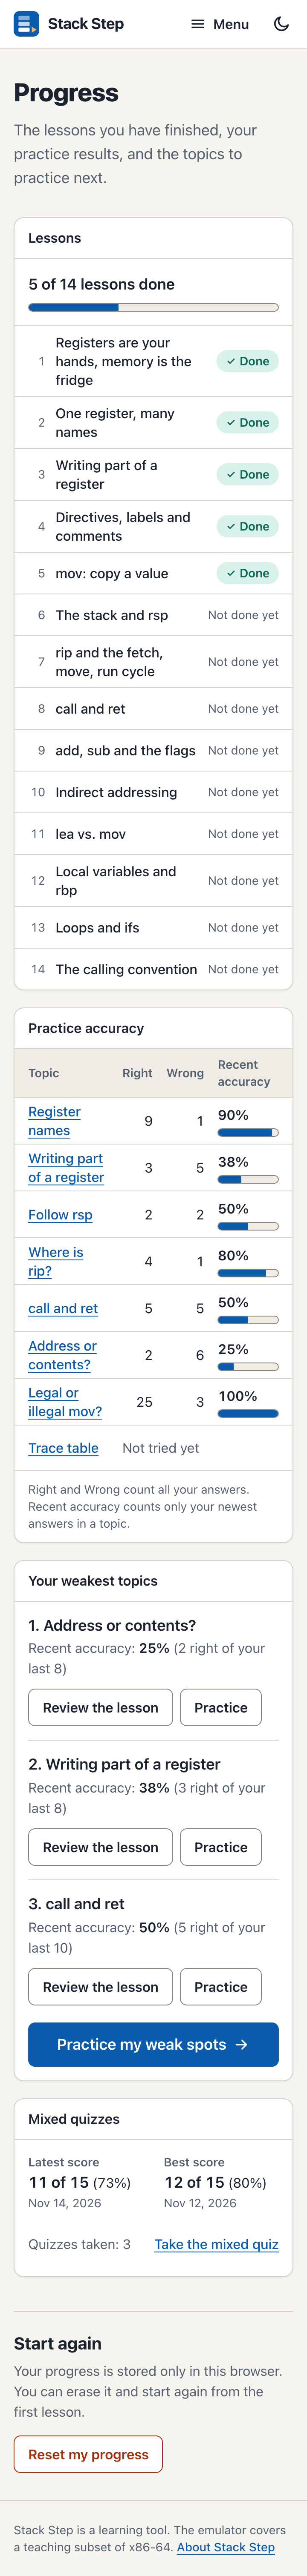 Stack Step
Menu
Progress
The lessons you have finished, your
practice results, and the topics to
practice next.
Lessons
5 of 14 lessons done
1 Registers are your
hands, memory is the
fridge
✓ Done
2 One register, many
names
✓ Done
3 Writing part of a
register
✓ Done
4 Directives, labels and
comments
✓ Done
5 mov: copy a value ✓ Done
6 The stack and rsp Not done yet
7 rip and the fetch,
move, run cycle
Not done yet
8 call and ret Not done yet
9 add, sub and the flags Not done yet
10 Indirect addressing Not done yet
11 lea vs. mov Not done yet
12 Local variables and
rbp
Not done yet
13 Loops and ifs Not done yet
14 The calling convention Not done yet
Practice accuracy
Topic Right Wrong Recent
accuracy
Register
names
9 1 90%
Writing part
of a register
3 5 38%
Follow rsp 2 2 50%
Where is
rip?
4 1 80%
call and ret 5 5 50%
Address or
contents?
2 6 25%
Legal or
illegal mov?
25 3 100%
Trace table Not tried yet
Right and Wrong count all your answers.
Recent accuracy counts only your newest
answers in a topic.
Your weakest topics
1. Address or contents?
Recent accuracy: 25% (2 right of your
last 8)
Review the lesson Practice
2. Writing part of a register
Recent accuracy: 38% (3 right of your
last 8)
Review the lesson Practice
3. call and ret
Recent accuracy: 50% (5 right of your
last 10)
Review the lesson Practice
Practice my weak spots →
Mixed quizzes
Latest score Best score
11 of 15 (73%) 12 of 15 (80%)
Nov 14, 2026 Nov 12, 2026
Quizzes taken: 3 Take the mixed quiz
Start again
Your progress is stored only in this browser.
You can erase it and start again from the
first lesson.
Reset my progress
Stack Step is a learning tool. The emulator covers
a teaching subset of x86-64. About Stack Step